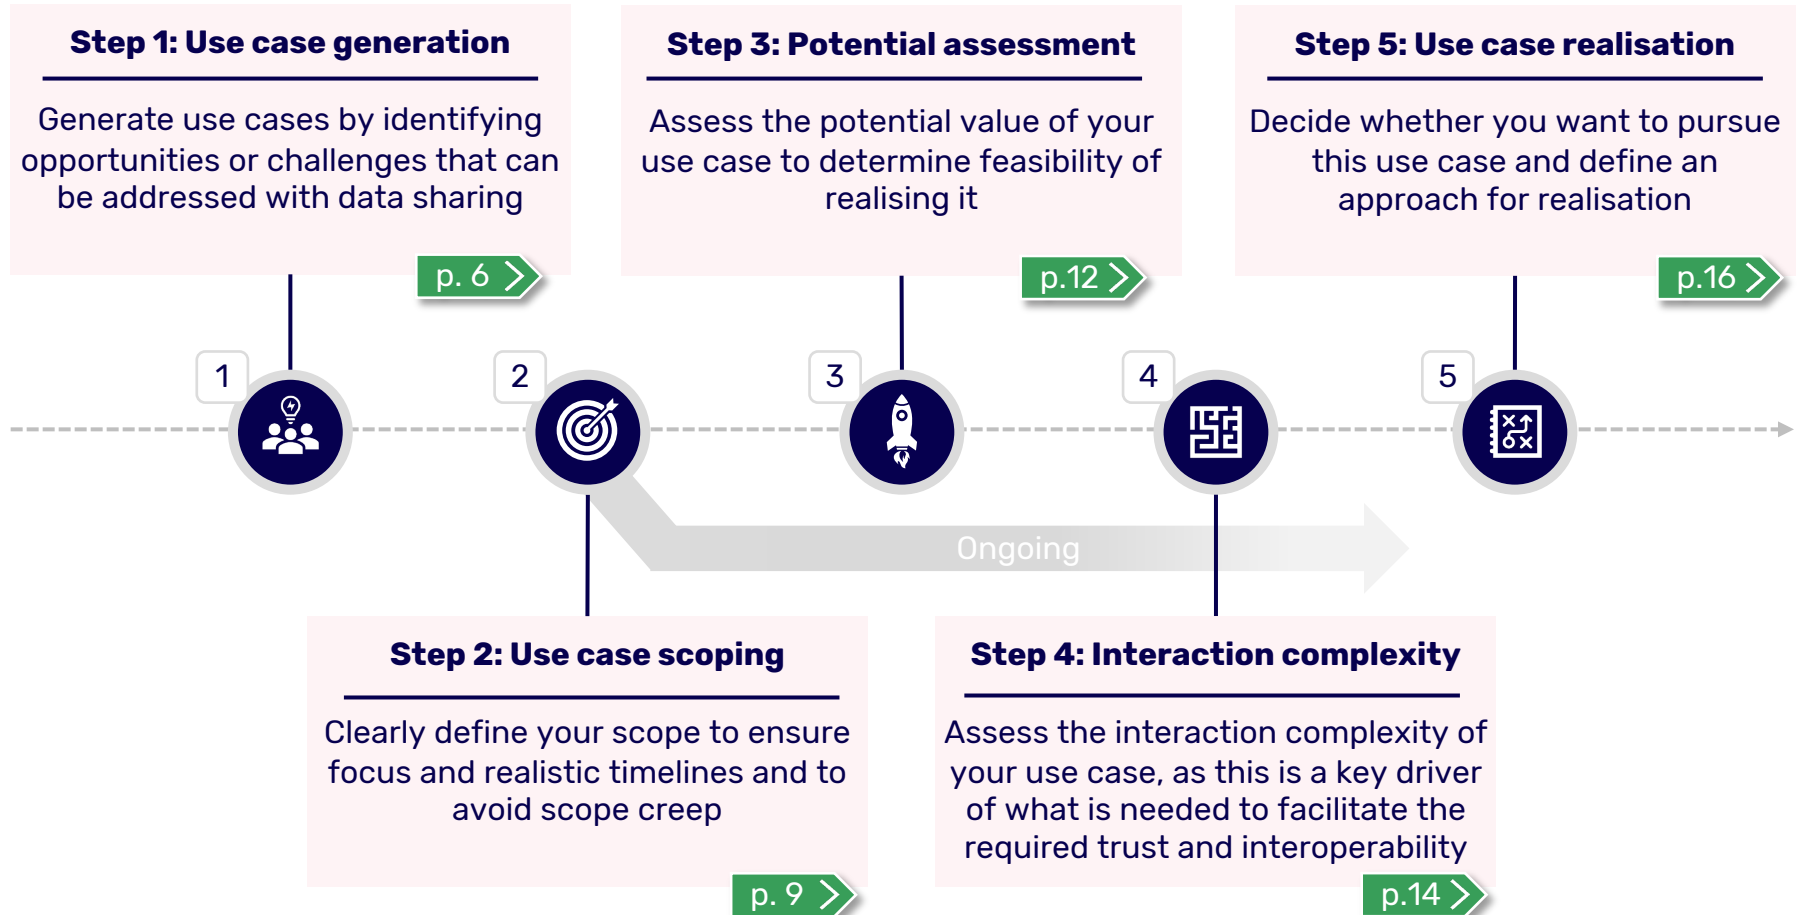 Step 1: Use case generation
Generate use cases by identifying
opportunities or challenges that can
be addressed with data sharing
p. 6
Step 3: Potential assessment
Assess the potential value of your
use case to determine feasibility of
realising it
p.12
Step 5: Use case realisation
Decide whether you want to pursue
this use case and define an
approach for realisation
p.16
1
2
3
4
5
Ongoing
Step 2: Use case scoping
Clearly define your scope to ensure
focus and realistic timelines and to
avoid scope creep
p. 9
Step 4: Interaction complexity
Assess the interaction complexity of
your use case, as this is a key driver
of what is needed to facilitate the
required trust and interoperability
p.14